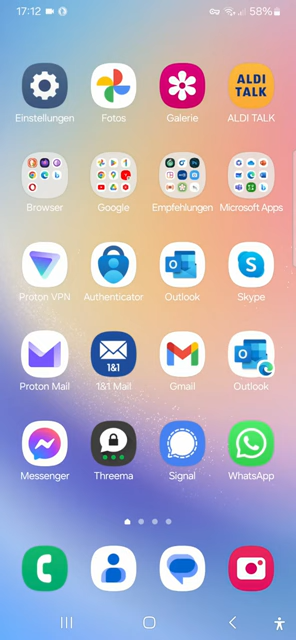 17:12
58%
Einstellungen
Fotos
Galerie
ALDI TALK
ALDI
TALK
Browser
Google
Empfehlungen
Microsoft Apps
Proton VPN
Authenticator
Outlook
Skype
Proton Mail
1&1
1&1 Mail
Gmail
Outlook
Messenger
Threema
Signal
WhatsApp